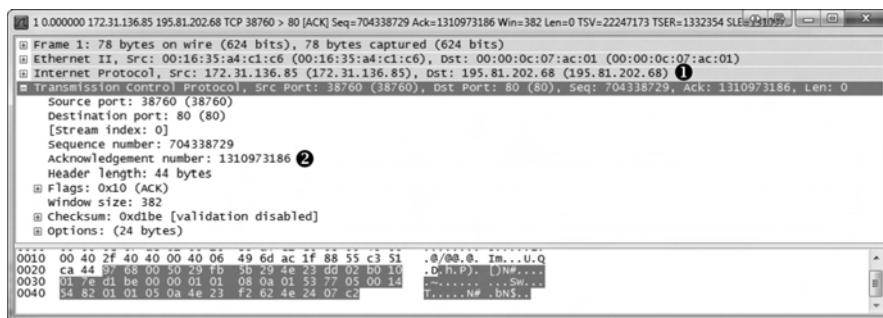 1 0.000000 172.31.136.85 195.81.202.68 TCP 38760 > 80 [ACK] Seq=704338729 Ack=1310973186 Win=382 Len=0 TSV=22247173 TSER=1332354
Frame 1: 78 bytes on wire (624 bits), 78 bytes captured (624 bits)
Ethernet II, Src: 00:16:35:a4:c1:c6 (00:16:35:a4:c1:c6), Dst: 00:00:0c:07:ac:01 (00:00:0c:07:ac:01)
Internet Protocol, Src: 172.31.136.85 (172.31.136.85), Dst: 195.81.202.68 (195.81.202.68) ❶
Transmission Control Protocol, Src Port: 38760 (38760), Dst Port: 80 (80), Seq: 704338729, Ack: 1310973186, Len: 0
Source port: 38760 (38760)
Destination port: 80 (80)
[Stream index: 0]
Sequence number: 704338729
Acknowledgement number: 1310973186 ❷
Header length: 44 bytes
Flags: 0x10 (ACK)
Window size: 382
Checksum: 0xd1be [validation disabled]
Options: (24 bytes)
0010 00 40 2f 40 40 00 40 06 49 6d ac 1f 88 55 c3 51 .@/@@.@. Im...U.Q
0020 ca 44 97 68 00 50 29 fb 5b 29 4e 23 dd 02 b0 10 .D.h.P). [)N#....
0030 01 7e d1 be 00 00 01 01 08 0a 01 53 77 05 00 14 .~...... ...Sw...
0040 54 82 01 01 05 0a 4e 23 f2 62 4e 24 07 c2 T.....N# .bN$..